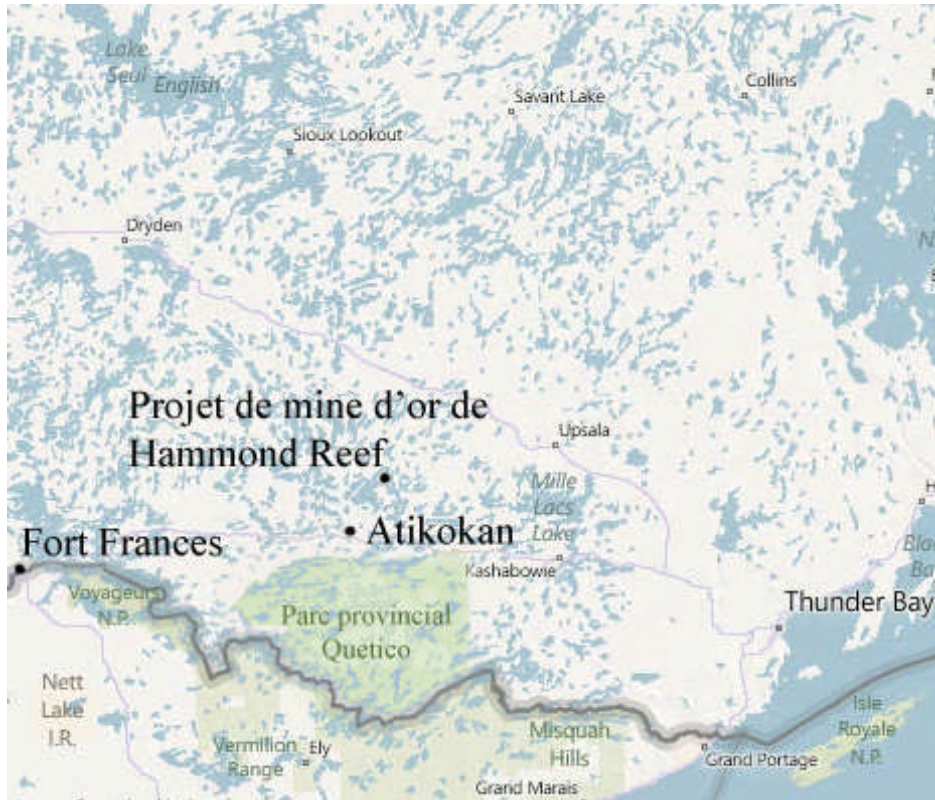 Lake
Seul
English
Collins
Savant Lake
Sioux Lookout
Dryden
Projet de mine d'or de
Hammond Reef
Upsala
Mille
Lacs
Lake
Atikokan
Fort Frances
Kashabowie
Voyageurs
N.P.
Parc provincial
Quetico
Thunder Bay
Nett
Lake
I.R.
Vermilion
Range
Ely
Misquah
Hills
Isle
Royale
N.P.
Grand Portage
Grand Marais